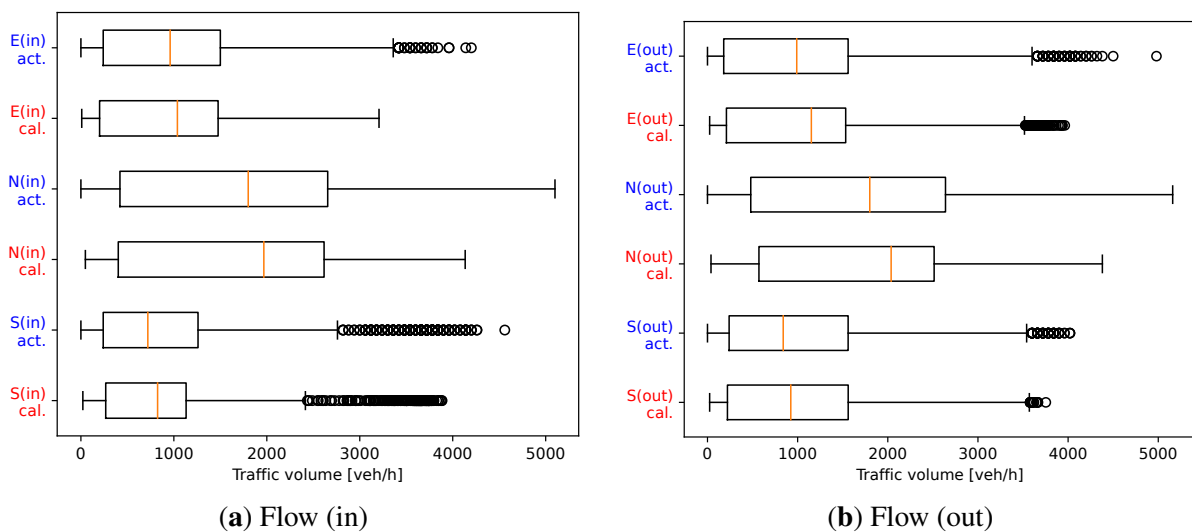 E(in)
act.
E(in)
cal.
N(in)
act.
N(in)
cal.
S(in)
act.
S(in)
cal.
0 1000 2000 3000 4000 5000
Traffic volume [veh/h]
(a) Flow (in)
E(out)
act.
E(out)
cal.
N(out)
act.
N(out)
cal.
S(out)
act.
S(out)
cal.
0 1000 2000 3000 4000 5000
Traffic volume [veh/h]
(b) Flow (out)